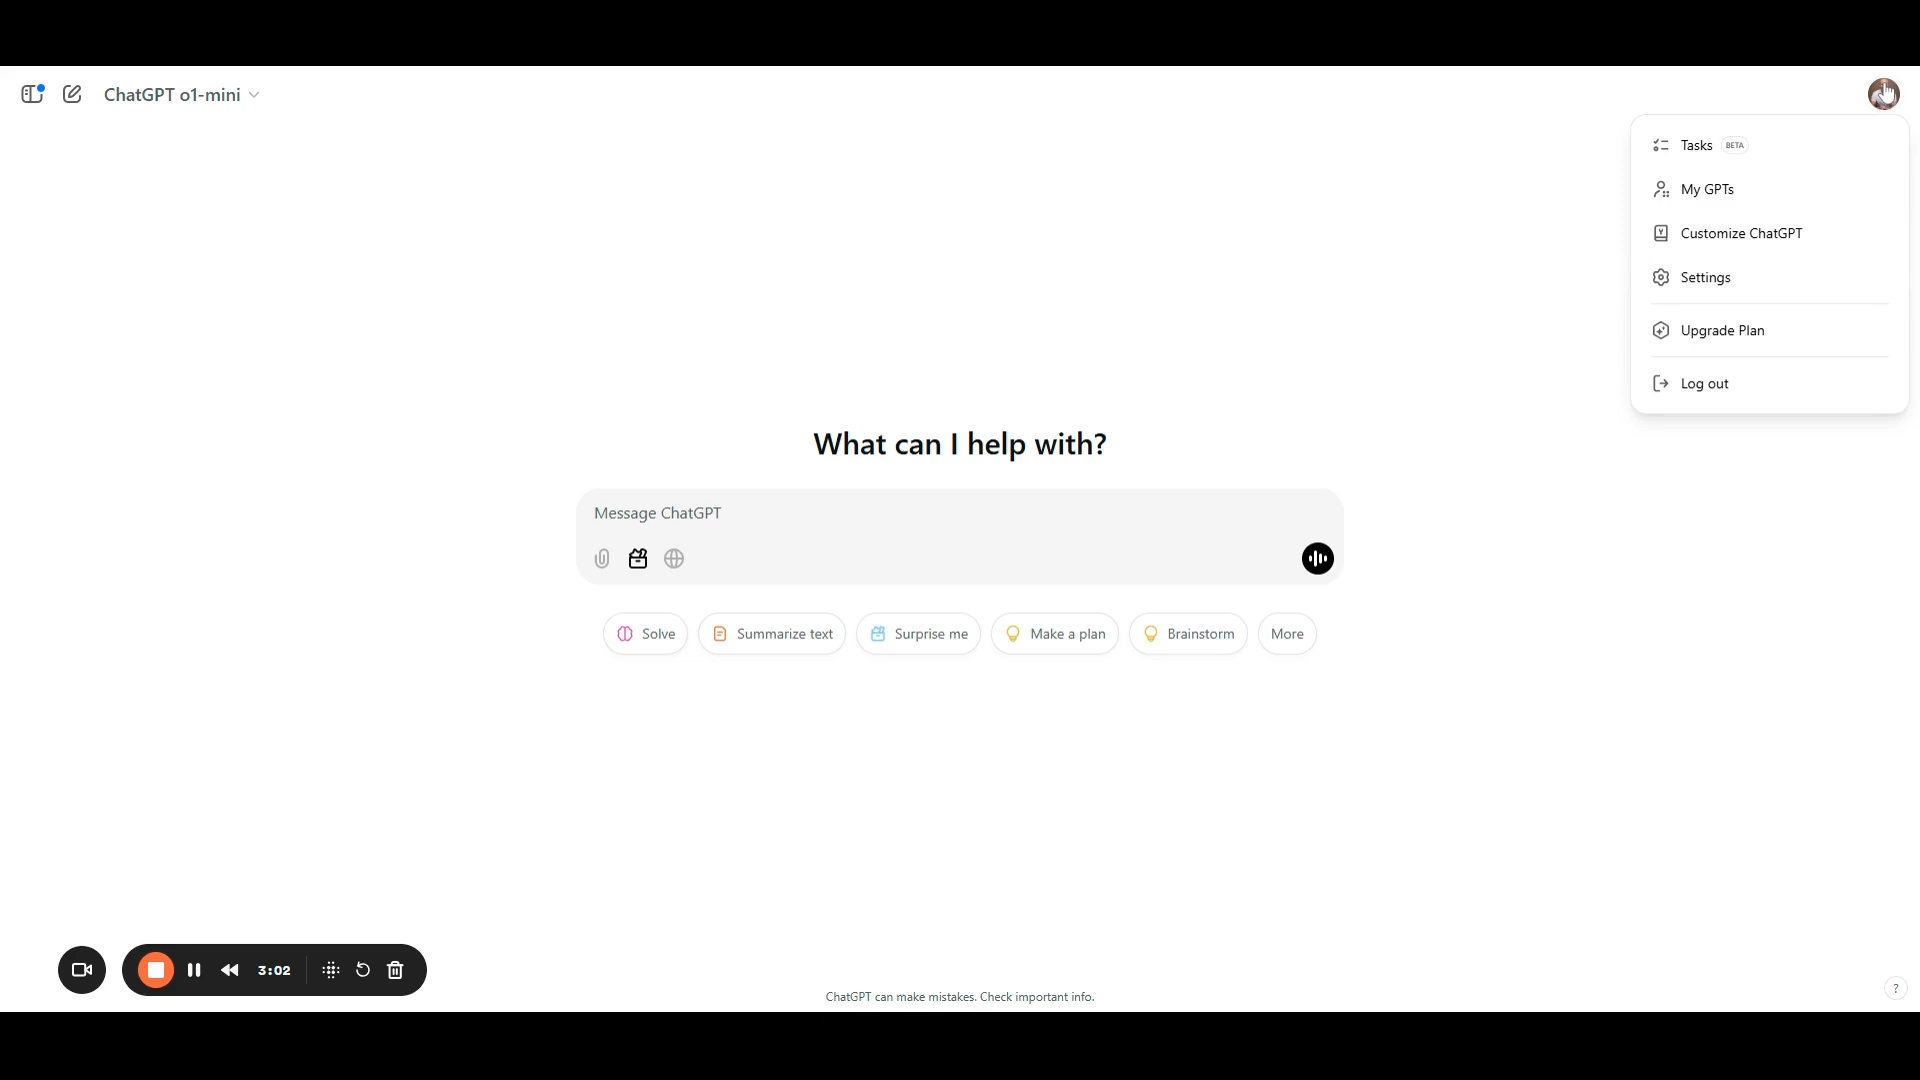 ChatGPT o1-mini
Tasks BETA
My GPTs
Customize ChatGPT
Settings
Upgrade Plan
Log out
What can I help with?
Message ChatGPT
Solve
Summarize text
Surprise me
Make a plan
Brainstorm
More
3:02
ChatGPT can make mistakes. Check important info.
?